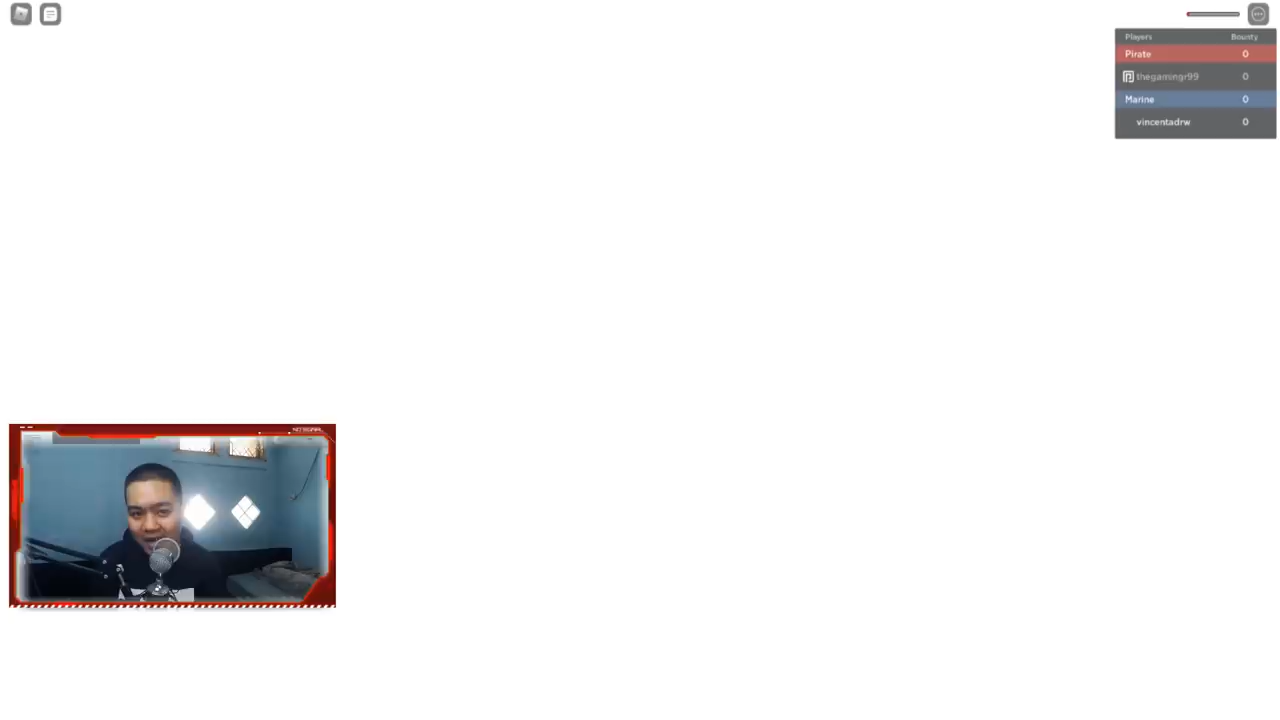 Players Bounty
Pirate 0
thegamingr99 0
Marine 0
vincentadrw 0